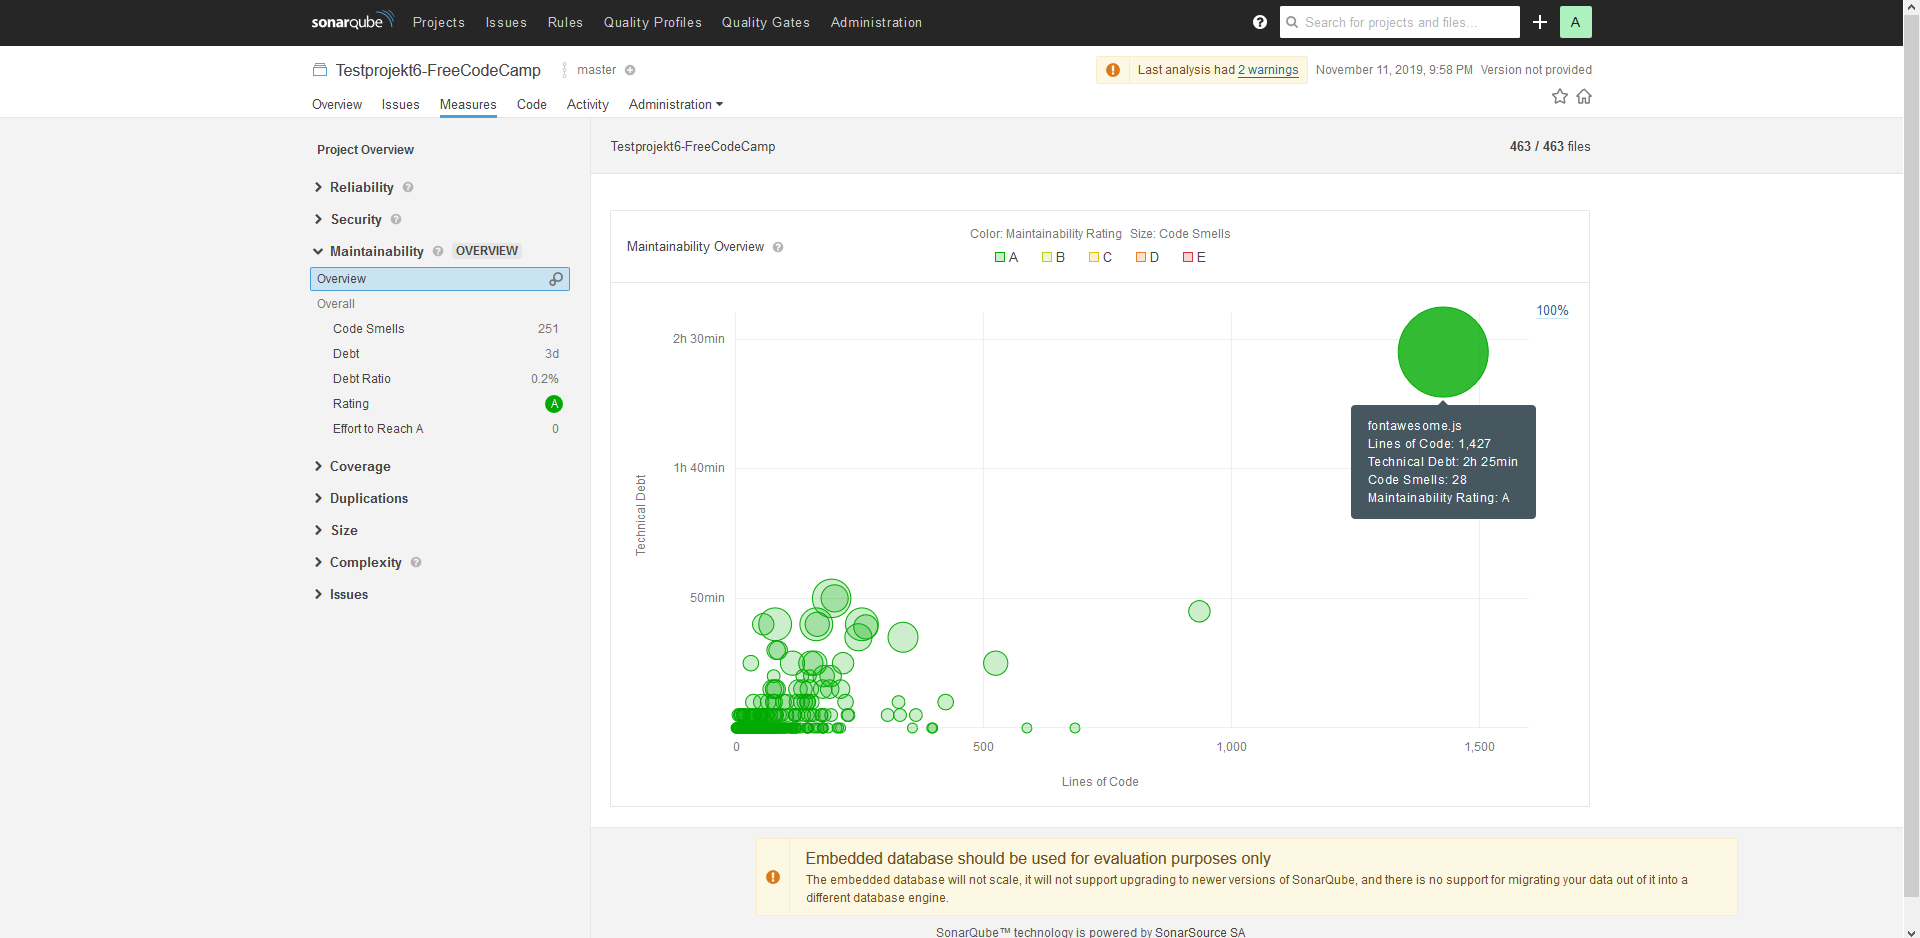 sonarqube Projects Issues Rules Quality Profiles Quality Gates Administration ? Search for projects and files... A
Testprojekt6-FreeCodeCamp master Last analysis had 2 warnings November 11, 2019, 9:58 PM Version not provided
Overview Issues Measures Code Activity Administration
Project Overview
Testprojekt6-FreeCodeCamp 463 / 463 files
Reliability ?
Security ?
Maintainability ? OVERVIEW
Overview
Overall
Code Smells 251
Debt 3d
Debt Ratio 0.2%
Rating A
Effort to Reach A 0
Coverage
Duplications
Size
Complexity ?
Issues
Maintainability Overview ?
Color: Maintainability Rating Size: Code Smells
A B C D E
100%
2h 30min
1h 40min
50min
Technical Debt
fontawesome.js
Lines of Code: 1,427
Technical Debt: 2h 25min
Code Smells: 28
Maintainability Rating: A
0 500 1,000 1,500
Lines of Code
Embedded database should be used for evaluation purposes only
The embedded database will not scale, it will not support upgrading to newer versions of SonarQube, and there is no support for migrating your data out of it into a
different database engine.
SonarQube™ technology is powered by SonarSource SA